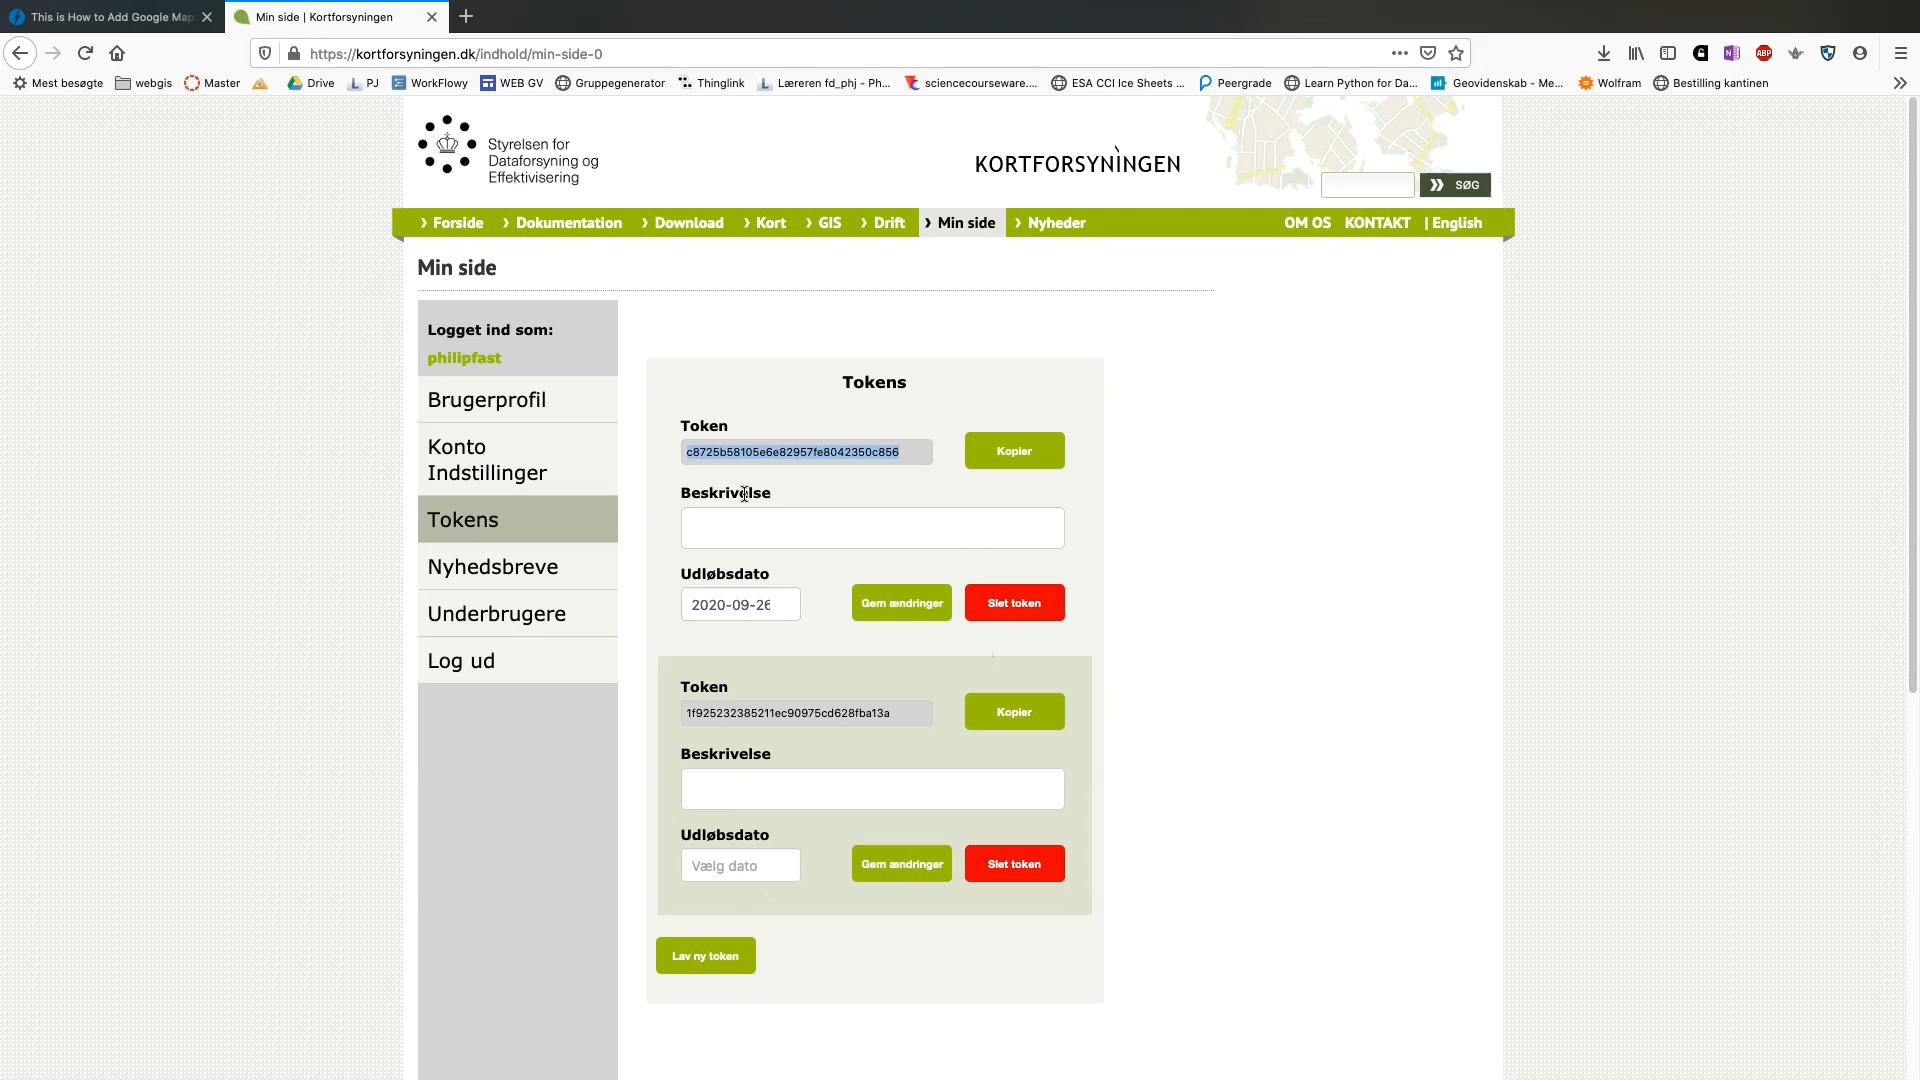 This is How to Add Google Map
Min side | Kortforsyningen
https://kortforsyningen.dk/indhold/min-side-0
ABP
Mest besøgte
webgis
Master
Drive
PJ
WorkFlowy
WEB GV
Gruppegenerator
Thinglink
Læreren fd_phj - Ph...
sciencecourseware....
ESA CCI Ice Sheets ...
Peergrade
Learn Python for Da...
Geovidenskab - Me...
Wolfram
Bestilling kantinen
Styrelsen for
Dataforsyning og
Effektivisering
KORTFORSYNINGEN
SØG
Forside
Dokumentation
Download
Kort
GIS
Drift
Min side
Nyheder
OM OS
KONTAKT
| English
Min side
Logget ind som:
philipfast
Brugerprofil
Konto
Indstillinger
Tokens
Nyhedsbreve
Underbrugere
Log ud
Tokens
Token
c8725b58105e6e82957fe8042350c856
Kopier
Beskrivelse
Udløbsdato
2020-09-26
Gem ændringer
Slet token
Token
1f925232385211ec90975cd628fba13a
Kopier
Beskrivelse
Udløbsdato
Vælg dato
Gem ændringer
Slet token
Lav ny token